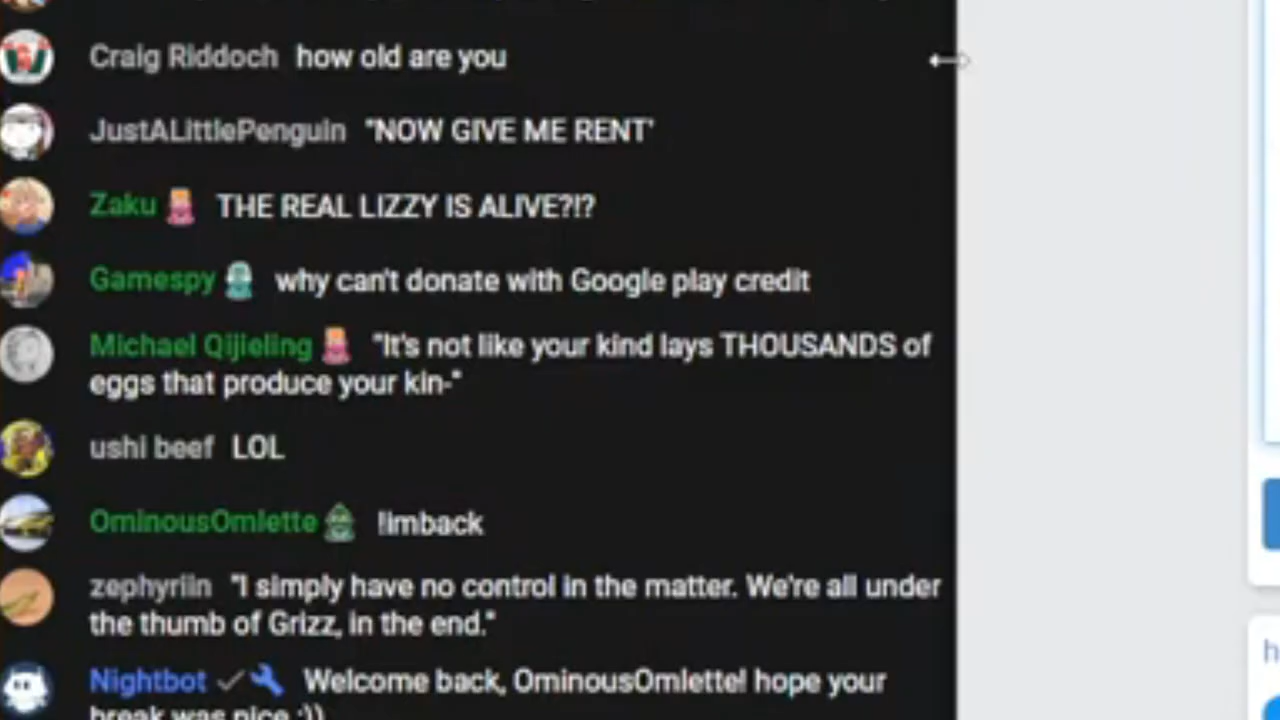 Craig Riddoch how old are you
JustALittlePenguin "NOW GIVE ME RENT'
Zaku THE REAL LIZZY IS ALIVE?!?
Gamespy why can't donate with Google play credit
Michael Qijieling "It's not like your kind lays THOUSANDS of
eggs that produce your kin-"
ushi beef LOL
OminousOmlette !imback
zephyriin "I simply have no control in the matter. We're all under
the thumb of Grizz, in the end."
Nightbot Welcome back, OminousOmlette! hope your
break was nice :))
h